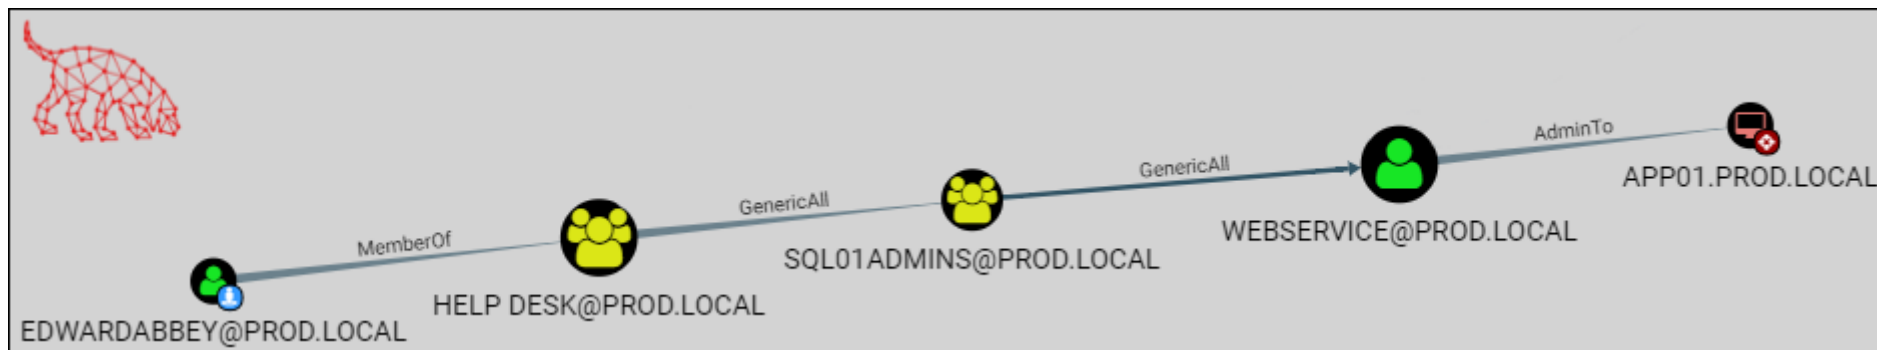 EDWARDABBEY@PROD.LOCAL
MemberOf
HELP DESK@PROD.LOCAL
GenericAll
SQL01ADMINS@PROD.LOCAL
GenericAll
WEBSERVICE@PROD.LOCAL
AdminTo
APP01.PROD.LOCAL